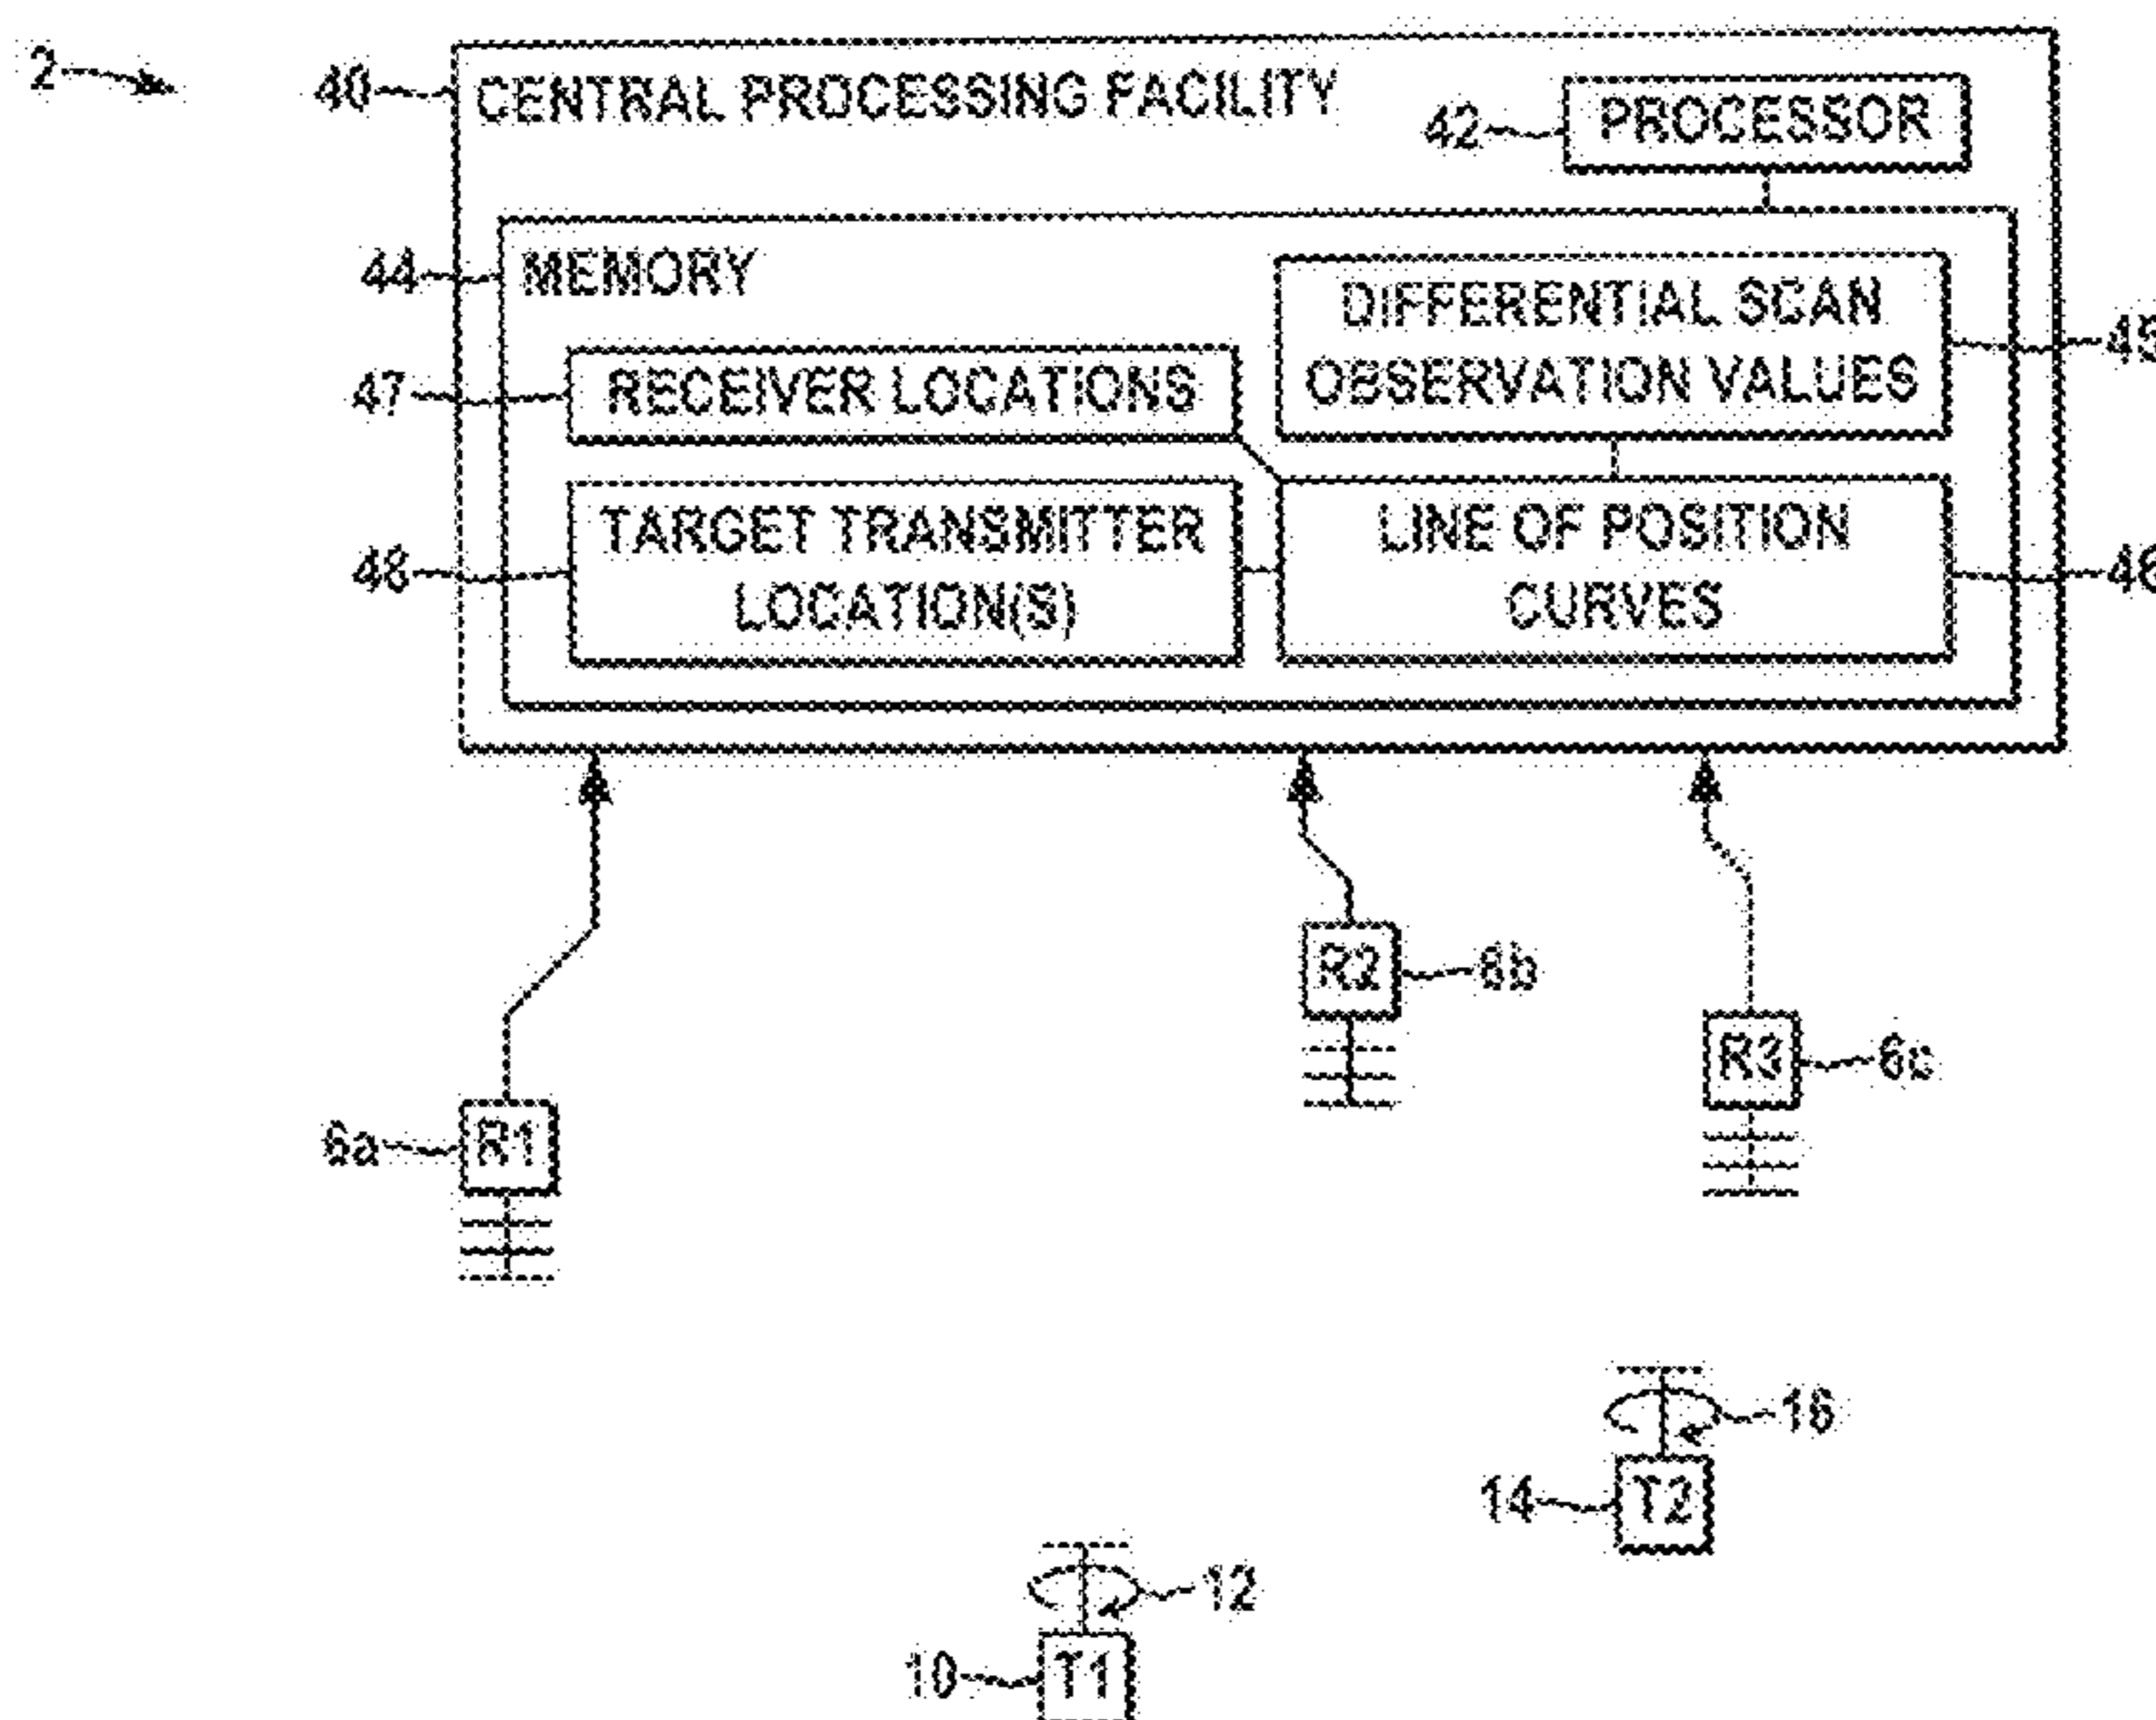 2
40
CENTRAL PROCESSING FACILITY
42
PROCESSOR
44
MEMORY
DIFFERENTIAL SCAN
OBSERVATION VALUES
47
RECEIVER LOCATIONS
48
TARGET TRANSMITTER
LOCATION(S)
LINE OF POSITION
CURVES
46
R2
6b
R3
6c
6a
R1
16
14
T2
12
10
T1